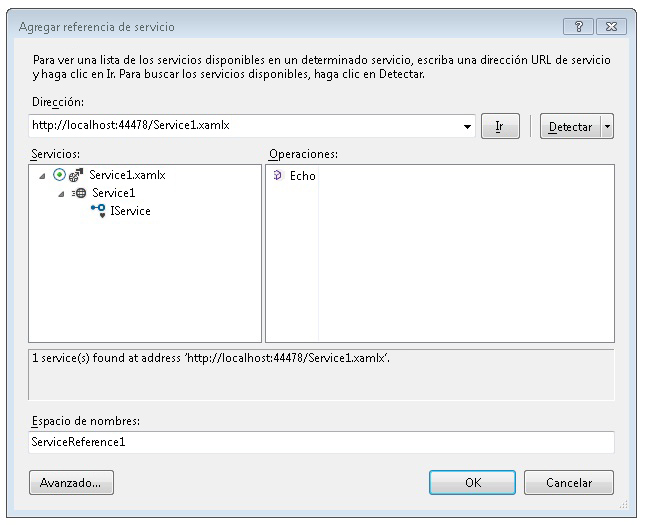 Agregar referencia de servicio
Para ver una lista de los servicios disponibles en un determinado servicio, escriba una dirección URL de servicio
y haga clic en Ir. Para buscar los servicios disponibles, haga clic en Detectar.
Dirección:
http://localhost:44478/Service1.xamlx
Ir
Detectar
Servicios:
Operaciones:
Service1.xamlx
Echo
Service1
IService
1 service(s) found at address 'http://localhost:44478/Service1.xamlx'.
Espacio de nombres:
ServiceReference1
Avanzado...
OK
Cancelar